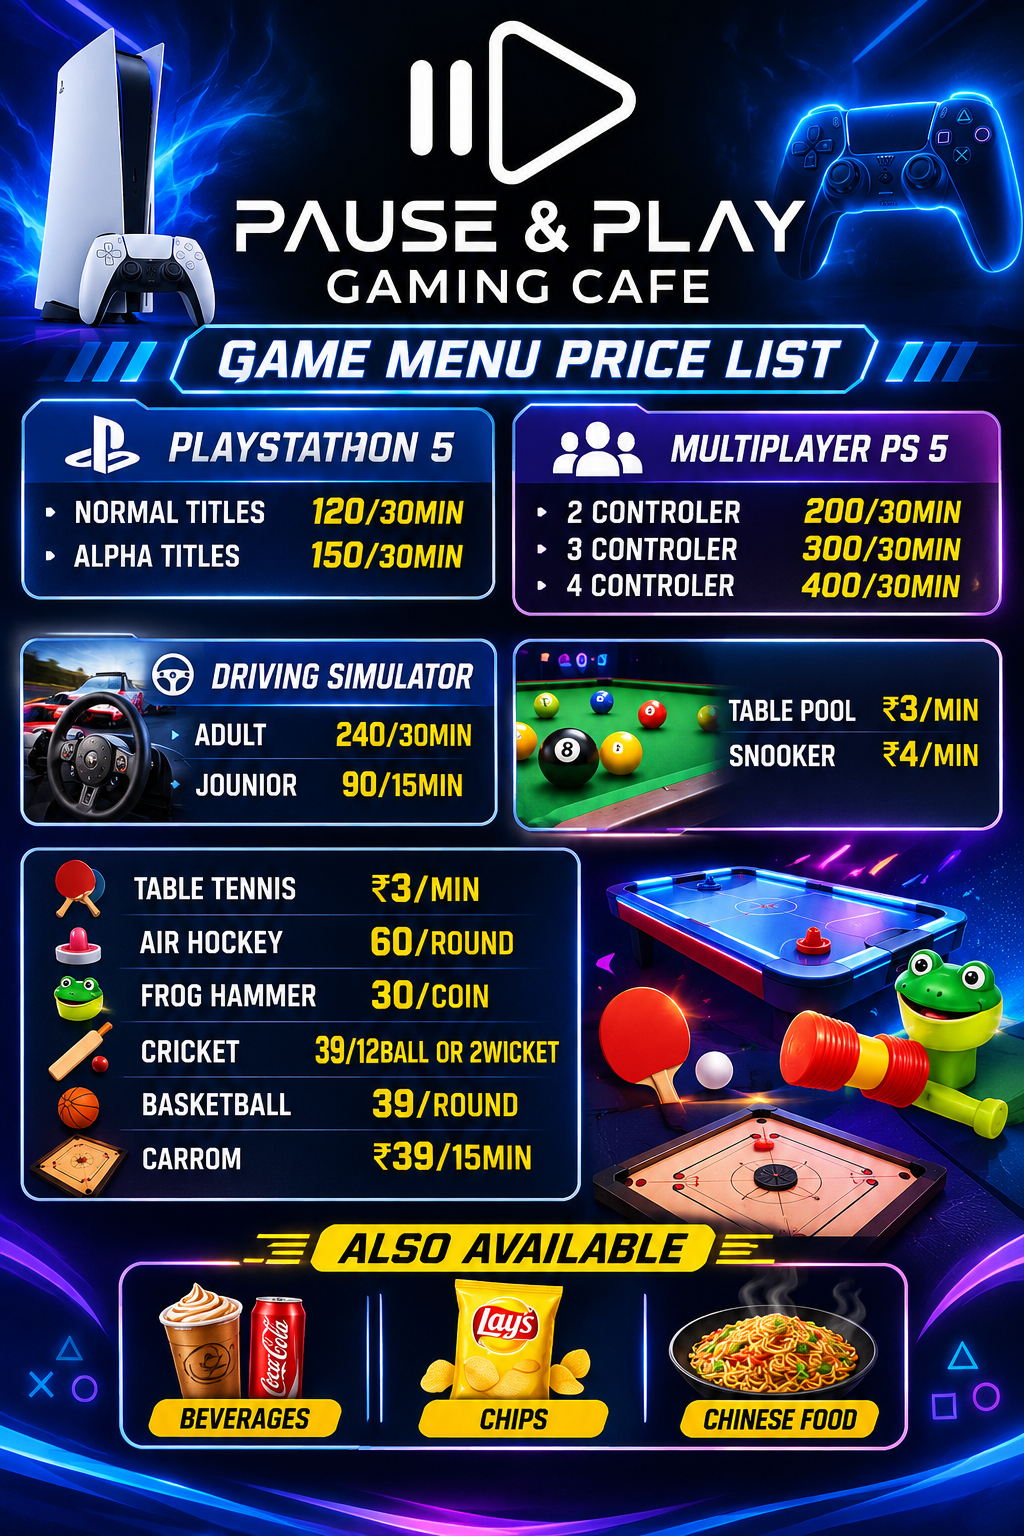 PAUSE & PLAY
GAMING CAFE
GAME MENU PRICE LIST
PLAYSTATHON 5
NORMAL TITLES 120/30MIN
ALPHA TITLES 150/30MIN
MULTIPLAYER PS 5
2 CONTROLER 200/30MIN
3 CONTROLER 300/30MIN
4 CONTROLER 400/30MIN
DRIVING SIMULATOR
ADULT 240/30MIN
JOUNIOR 90/15MIN
8
TABLE POOL ₹3/MIN
SNOOKER ₹4/MIN
TABLE TENNIS ₹3/MIN
AIR HOCKEY 60/ROUND
FROG HAMMER 30/COIN
CRICKET 39/12BALL OR 2WICKET
BASKETBALL 39/ROUND
CARROM ₹39/15MIN
ALSO AVAILABLE
Coca-Cola
Lay's
BEVERAGES
CHIPS
CHINESE FOOD